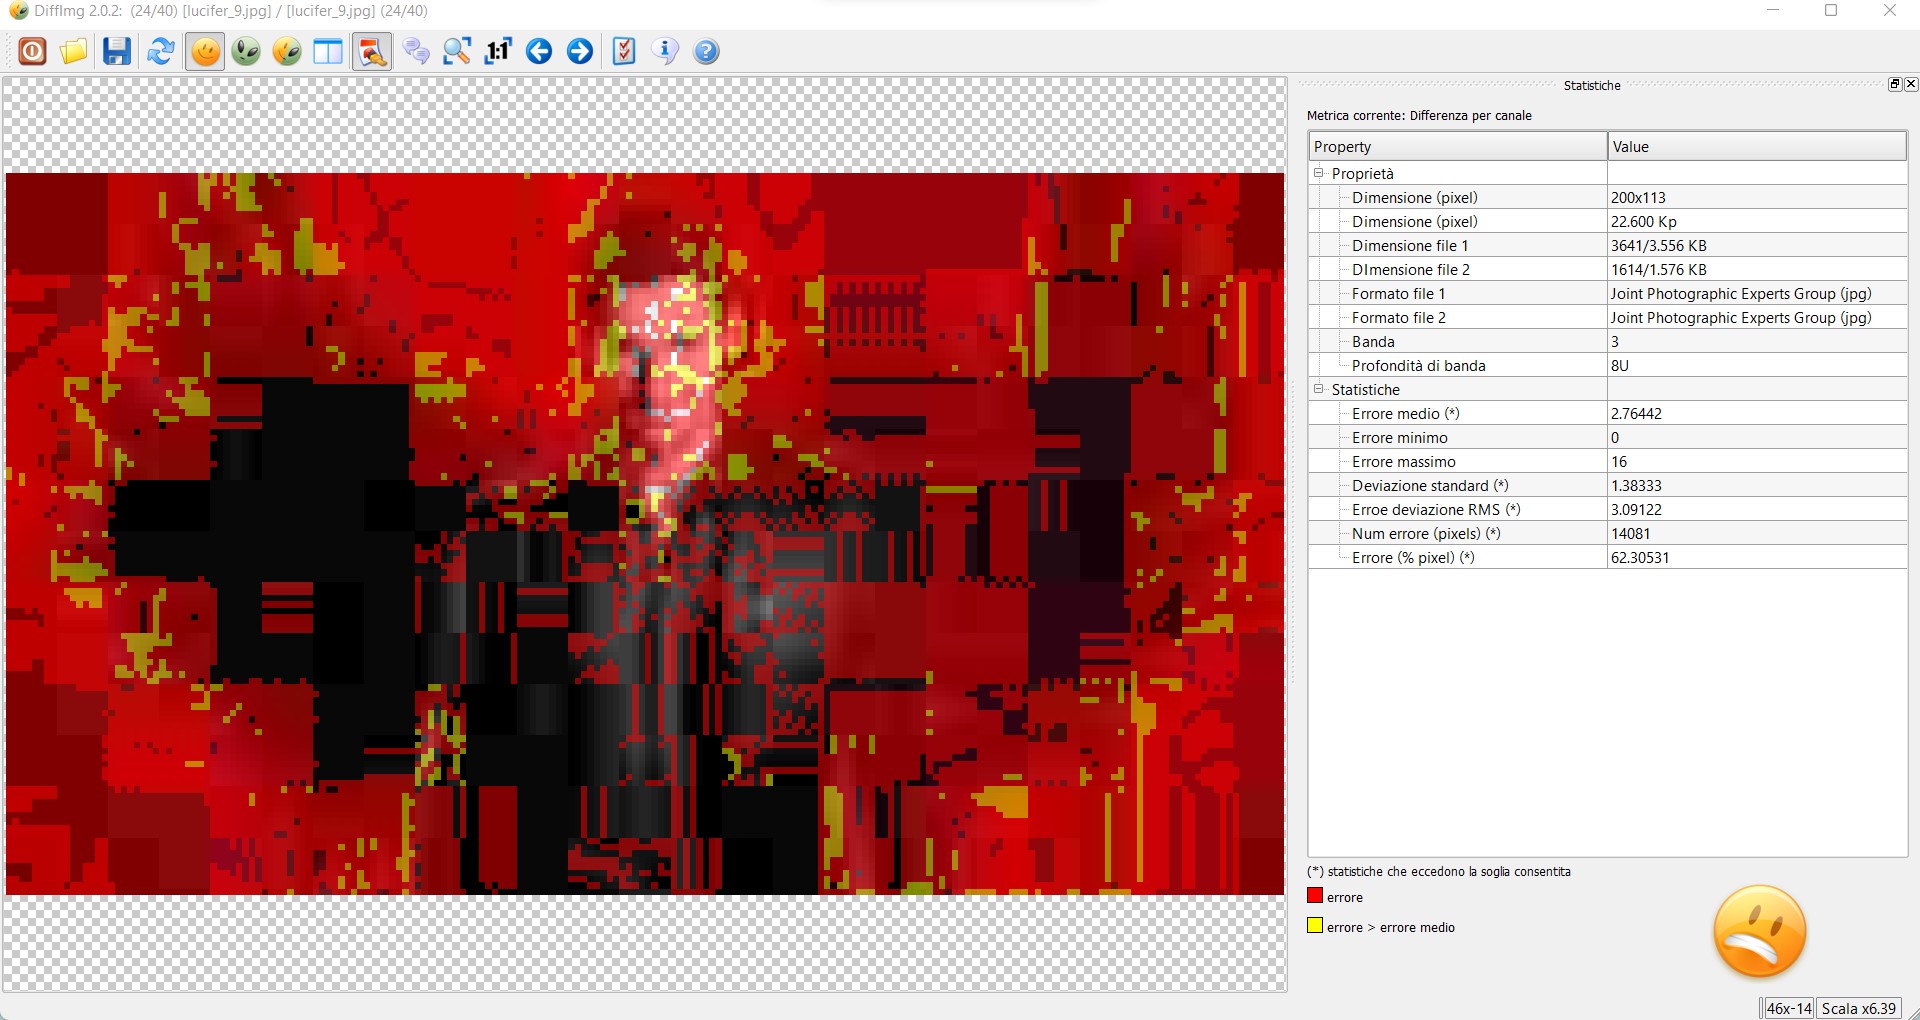 DiffImg 2.0.2: (24/40) [lucifer_9.jpg] / [lucifer_9.jpg] (24/40)
1:1
Statistiche
Metrica corrente: Differenza per canale
Property Value
Proprietà
Dimensione (pixel) 200x113
Dimensione (pixel) 22.600 Kp
Dimensione file 1 3641/3.556 KB
DImensione file 2 1614/1.576 KB
Formato file 1 Joint Photographic Experts Group (jpg)
Formato file 2 Joint Photographic Experts Group (jpg)
Banda 3
Profondità di banda 8U
Statistiche
Errore medio (*) 2.76442
Errore minimo 0
Errore massimo 16
Deviazione standard (*) 1.38333
Erroe deviazione RMS (*) 3.09122
Num errore (pixels) (*) 14081
Errore (% pixel) (*) 62.30531
(*) statistiche che eccedono la soglia consentita
errore
errore > errore medio
46x-14 Scala x6.39